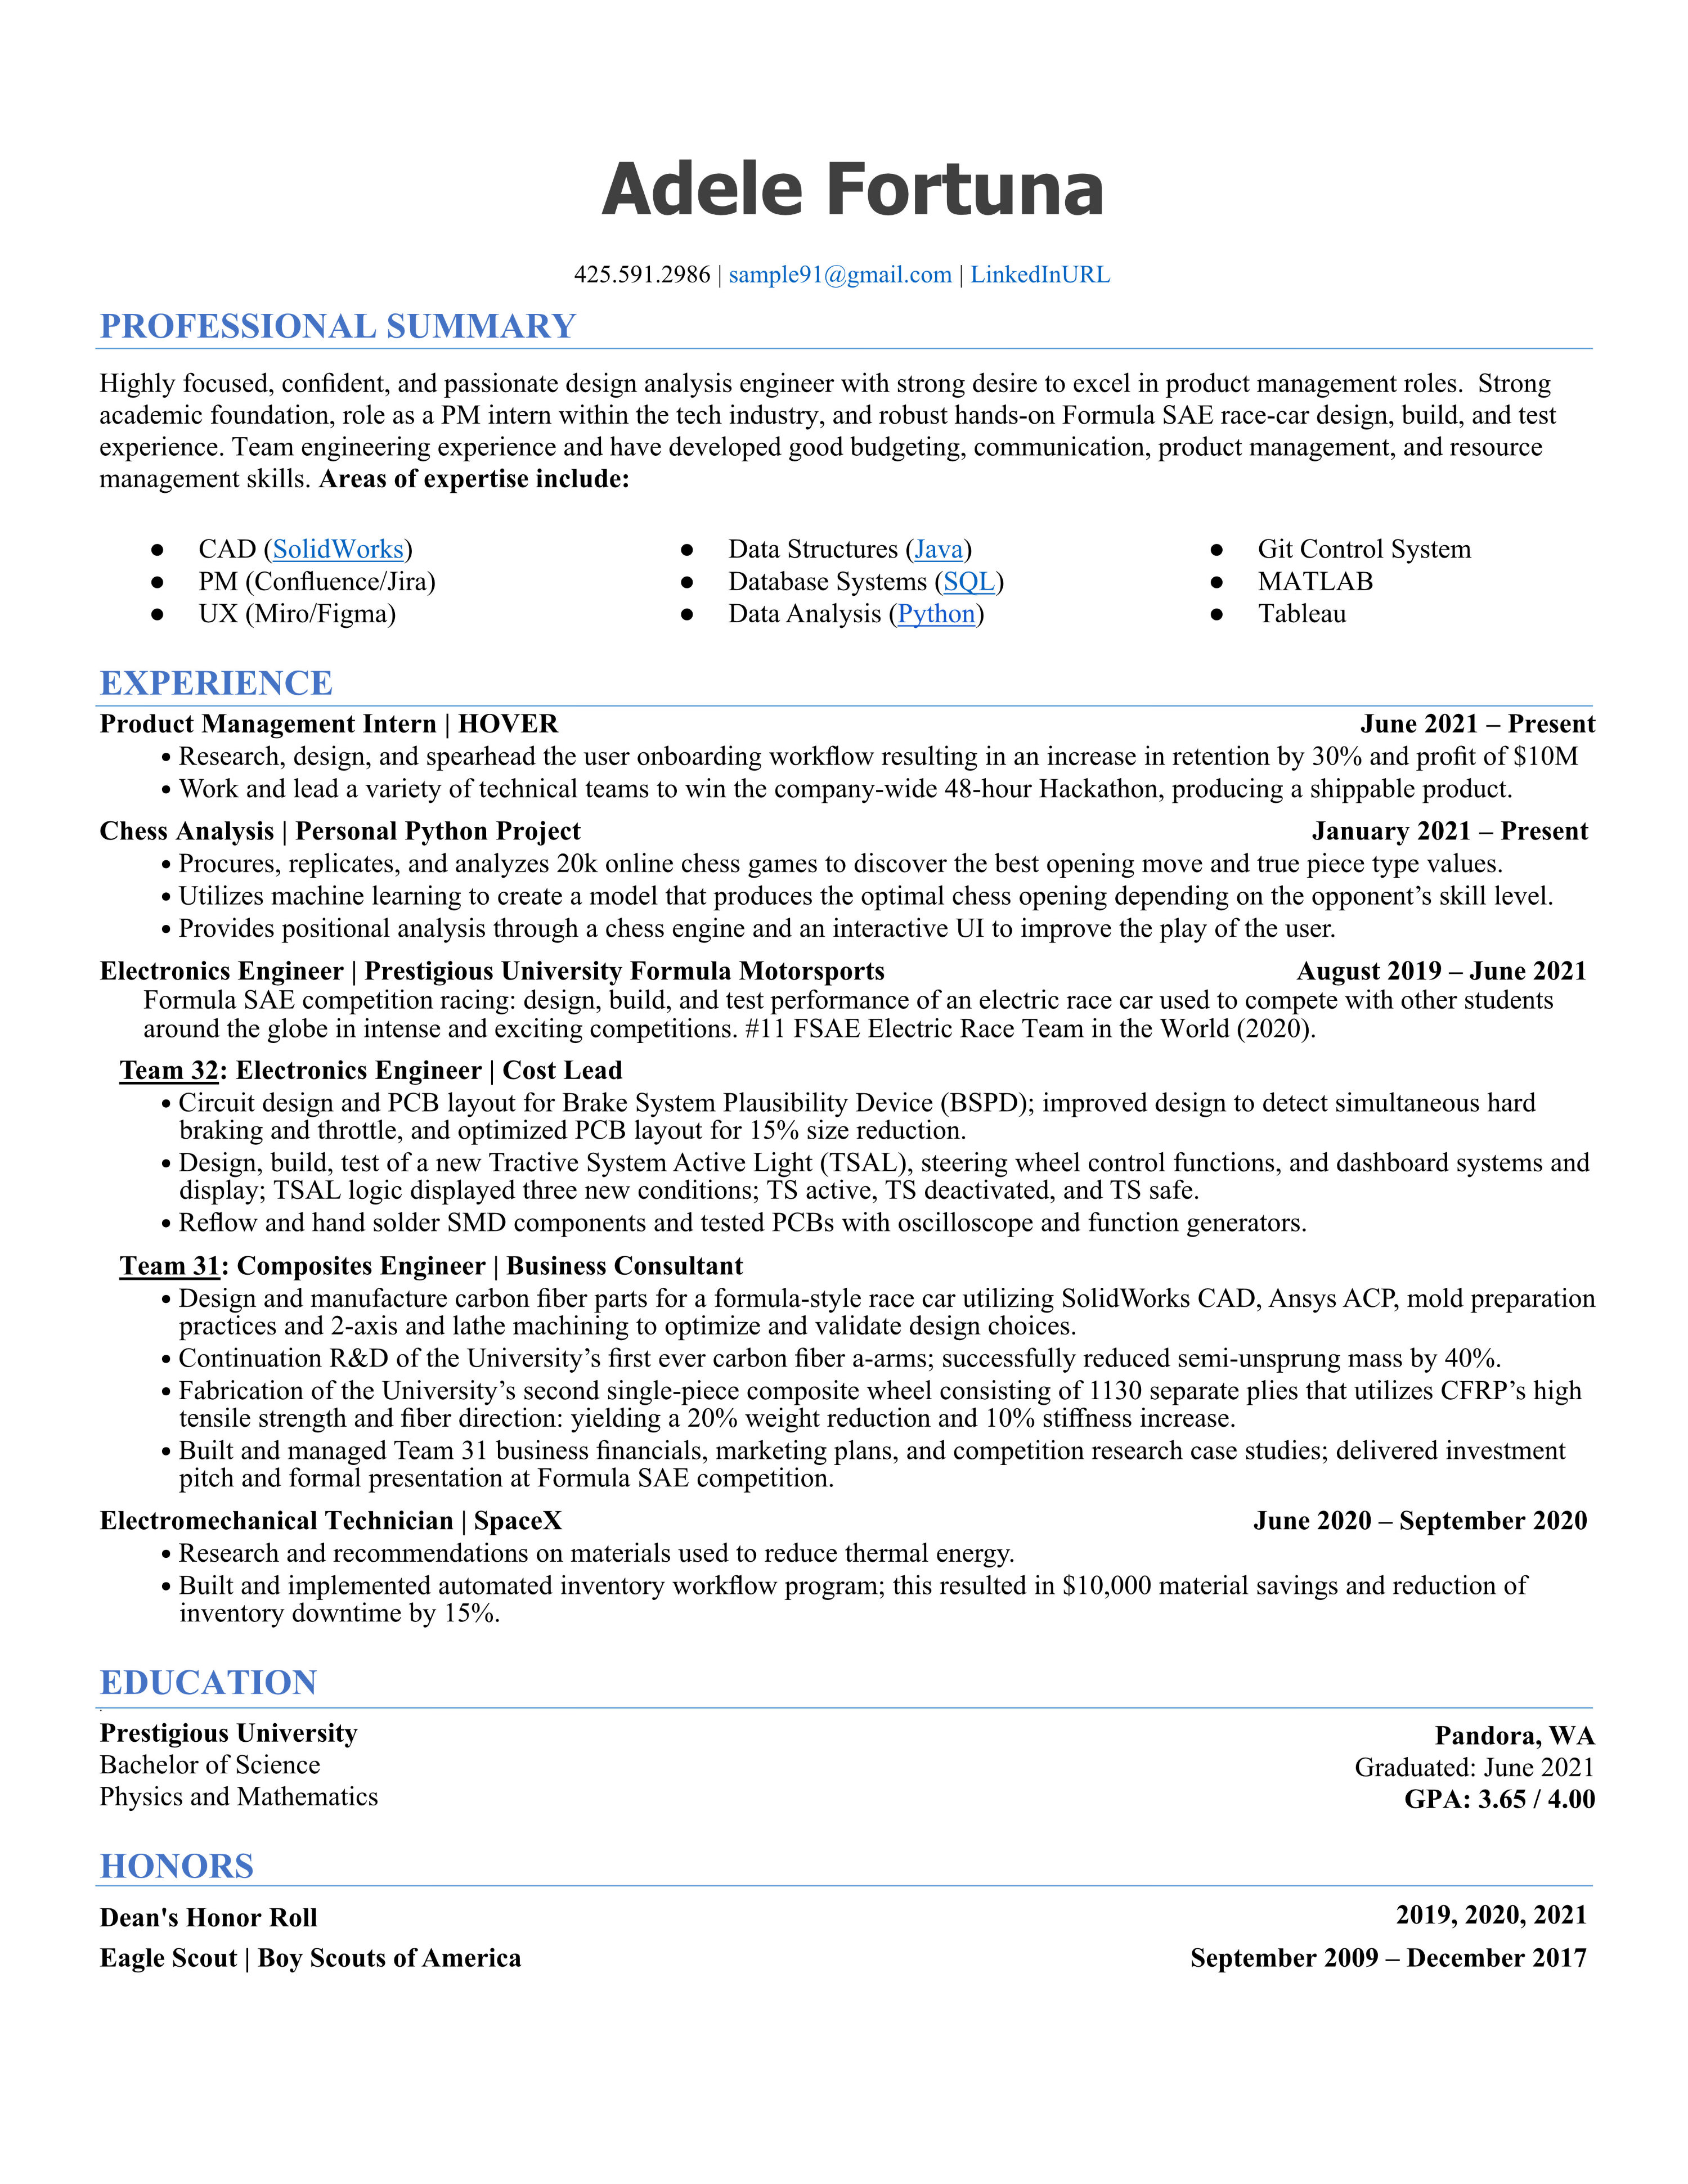 Adele Fortuna
425.591.2986 | sample91@gmail.com | LinkedInURL
PROFESSIONAL SUMMARY
Highly focused, confident, and passionate design analysis engineer with strong desire to excel in product management roles.  Strong
academic foundation, role as a PM intern within the tech industry, and robust hands-on Formula SAE race-car design, build, and test
experience. Team engineering experience and have developed good budgeting, communication, product management, and resource
management skills. Areas of expertise include:
● CAD (SolidWorks)
● PM (Confluence/Jira)
● UX (Miro/Figma)
● Data Structures (Java)
● Database Systems (SQL)
● Data Analysis (Python)
● Git Control System
● MATLAB
● Tableau
EXPERIENCE
Product Management Intern | HOVER June 2021 – Present
• Research, design, and spearhead the user onboarding workflow resulting in an increase in retention by 30% and profit of $10M
• Work and lead a variety of technical teams to win the company-wide 48-hour Hackathon, producing a shippable product.
Chess Analysis | Personal Python Project January 2021 – Present
• Procures, replicates, and analyzes 20k online chess games to discover the best opening move and true piece type values.
• Utilizes machine learning to create a model that produces the optimal chess opening depending on the opponent’s skill level.
• Provides positional analysis through a chess engine and an interactive UI to improve the play of the user.
Electronics Engineer | Prestigious University Formula Motorsports August 2019 – June 2021
Formula SAE competition racing: design, build, and test performance of an electric race car used to compete with other students
around the globe in intense and exciting competitions. #11 FSAE Electric Race Team in the World (2020).
Team 32: Electronics Engineer | Cost Lead
• Circuit design and PCB layout for Brake System Plausibility Device (BSPD); improved design to detect simultaneous hard
braking and throttle, and optimized PCB layout for 15% size reduction.
• Design, build, test of a new Tractive System Active Light (TSAL), steering wheel control functions, and dashboard systems and
display; TSAL logic displayed three new conditions; TS active, TS deactivated, and TS safe.
• Reflow and hand solder SMD components and tested PCBs with oscilloscope and function generators.
Team 31: Composites Engineer | Business Consultant
• Design and manufacture carbon fiber parts for a formula-style race car utilizing SolidWorks CAD, Ansys ACP, mold preparation
practices and 2-axis and lathe machining to optimize and validate design choices.
• Continuation R&D of the University’s first ever carbon fiber a-arms; successfully reduced semi-unsprung mass by 40%.
• Fabrication of the University’s second single-piece composite wheel consisting of 1130 separate plies that utilizes CFRP’s high
tensile strength and fiber direction: yielding a 20% weight reduction and 10% stiffness increase.
• Built and managed Team 31 business financials, marketing plans, and competition research case studies; delivered investment
pitch and formal presentation at Formula SAE competition.
Electromechanical Technician | SpaceX June 2020 – September 2020
• Research and recommendations on materials used to reduce thermal energy.
• Built and implemented automated inventory workflow program; this resulted in $10,000 material savings and reduction of
inventory downtime by 15%.
EDUCATION
Prestigious University Pandora, WA
Bachelor of Science Graduated: June 2021
Physics and Mathematics GPA: 3.65 / 4.00
HONORS
Dean's Honor Roll 2019, 2020, 2021
Eagle Scout | Boy Scouts of America September 2009 – December 2017